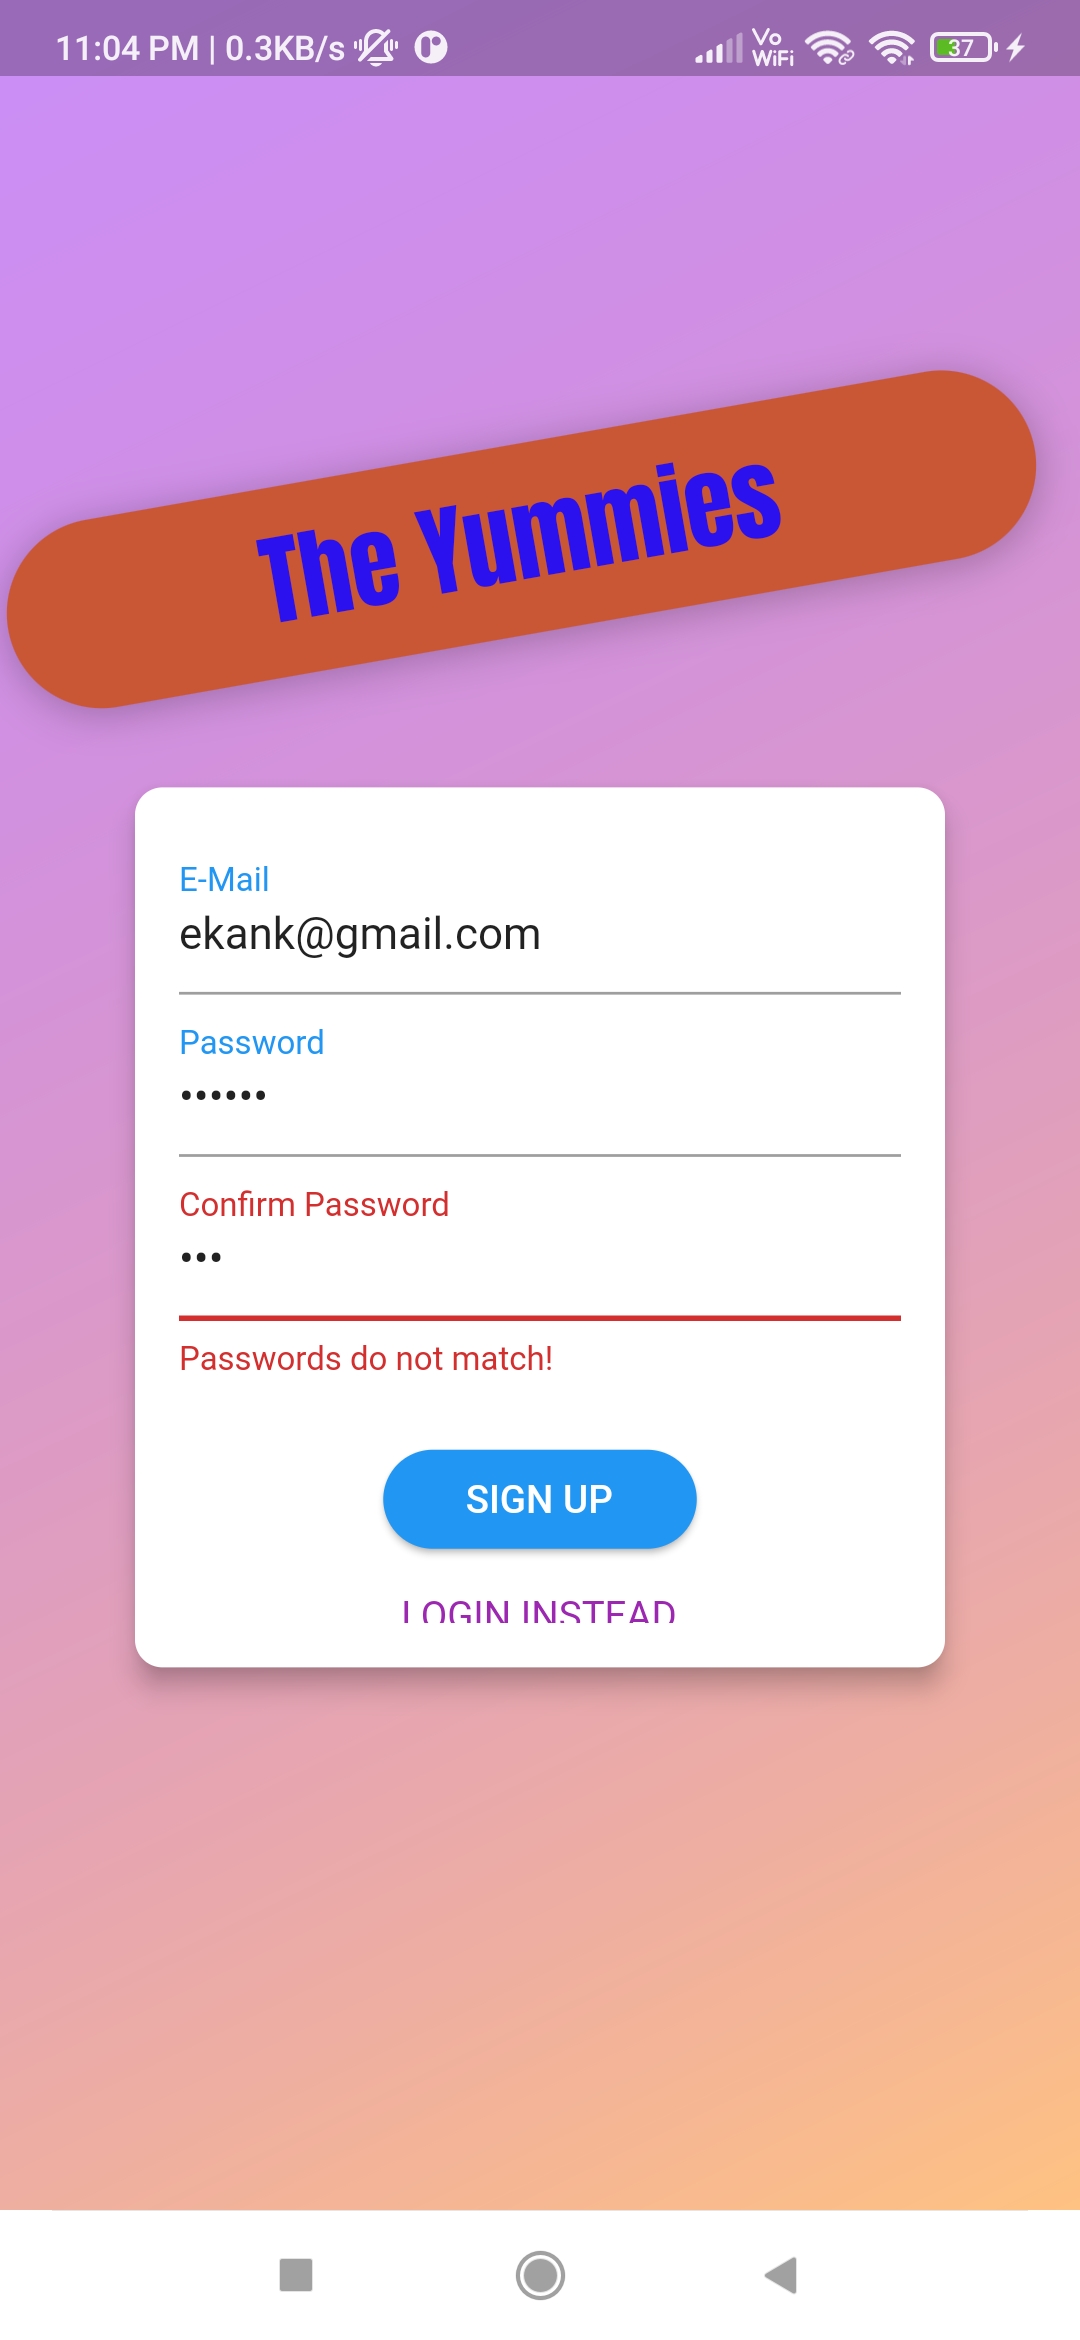 11:04 PM | 0.3KB/s
Vo
WiFi
37
The Yummies
E-Mail
ekank@gmail.com
Password
••••••
Confirm Password
•••
Passwords do not match!
SIGN UP
LOGIN INSTEAD